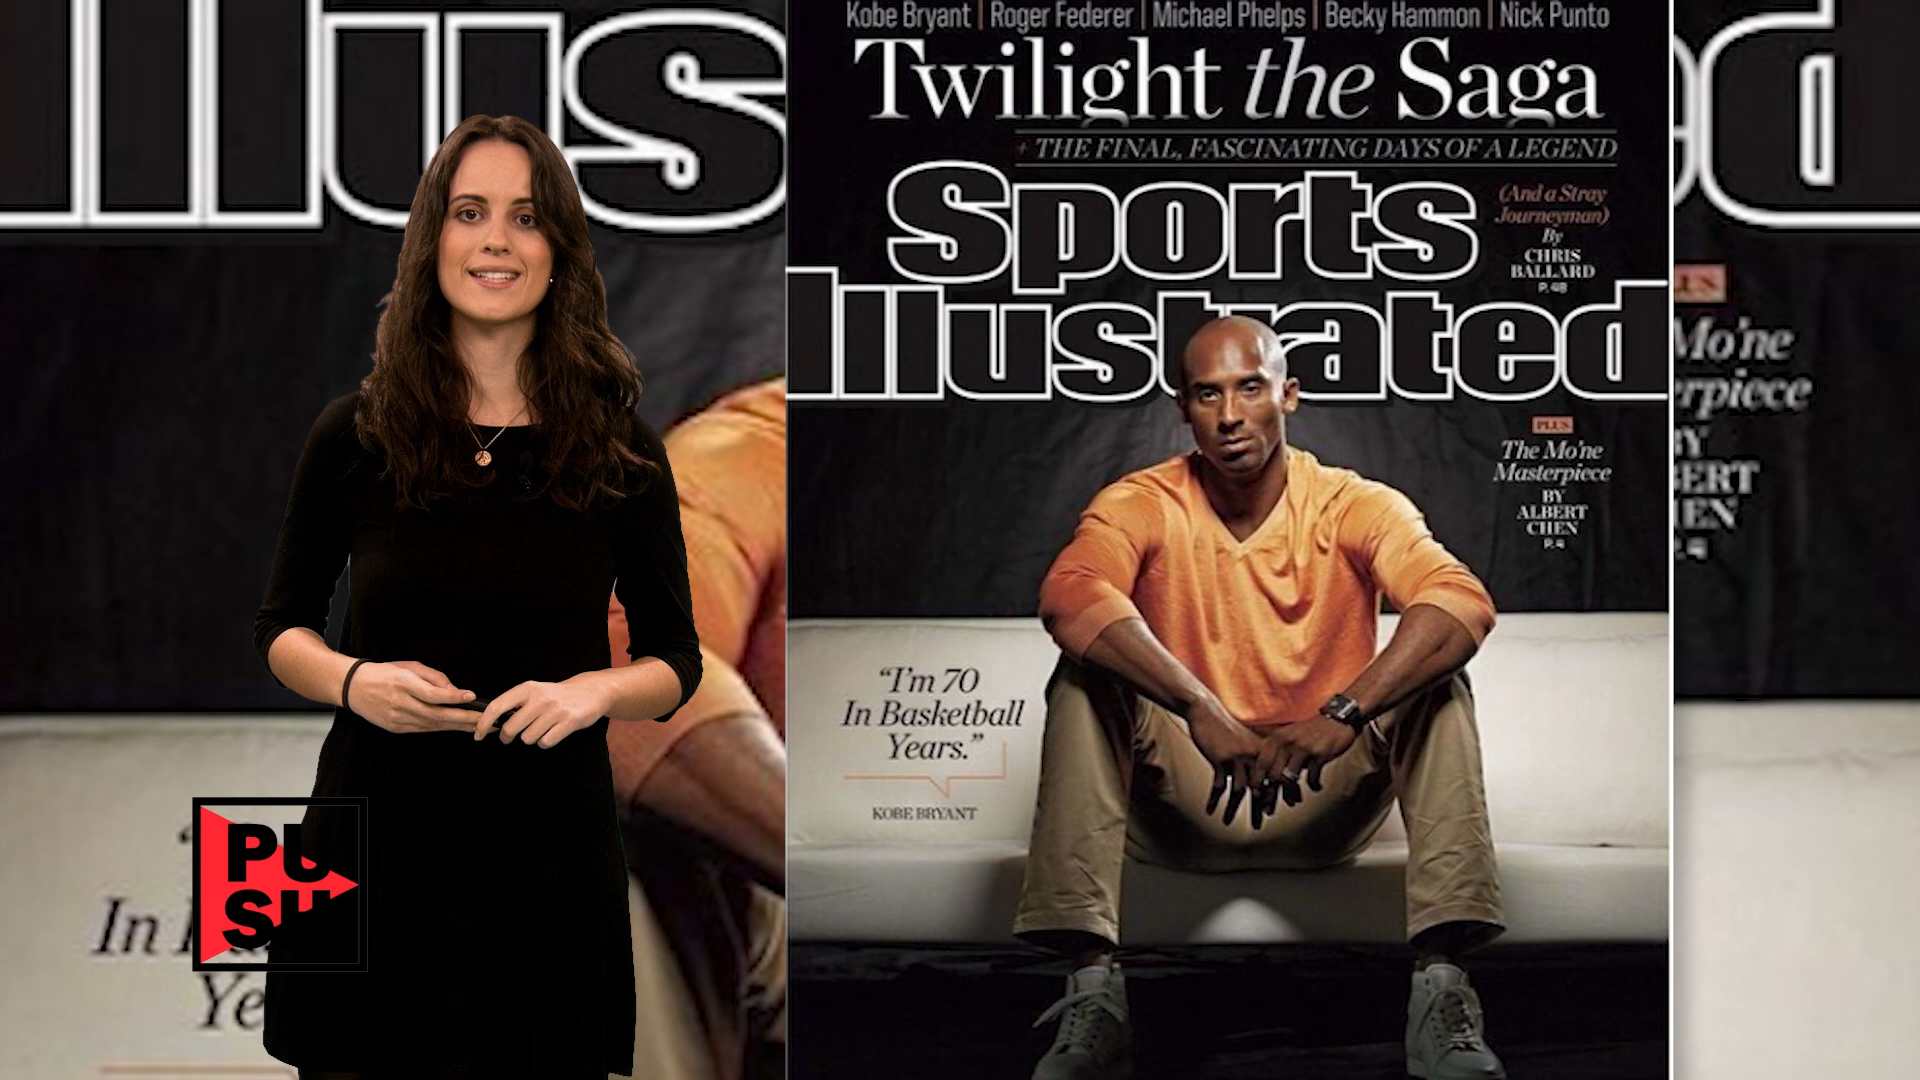 Kobe Bryant | Roger Federer | Michael Phelps | Becky Hammon | Nick Punto
Twilight the Saga
+ THE FINAL, FASCINATING DAYS OF A LEGEND
Sports
Illustrated
(And a Stray
Journeyman)
By
CHRIS
BALLARD
P. 48
PLUS
The Mo'ne
Masterpiece
BY
ALBERT
CHEN
“I'm 70
In Basketball
Years.”
KOBE BRYANT
PUSH